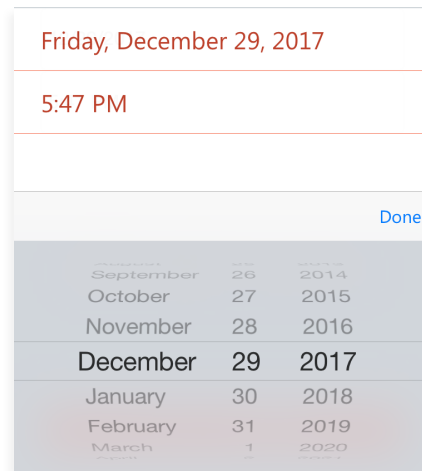 Friday, December 29, 2017
5:47 PM
Done
September 26 2014
October 27 2015
November 28 2016
December 29 2017
January 30 2018
February 31 2019
March 1 2020